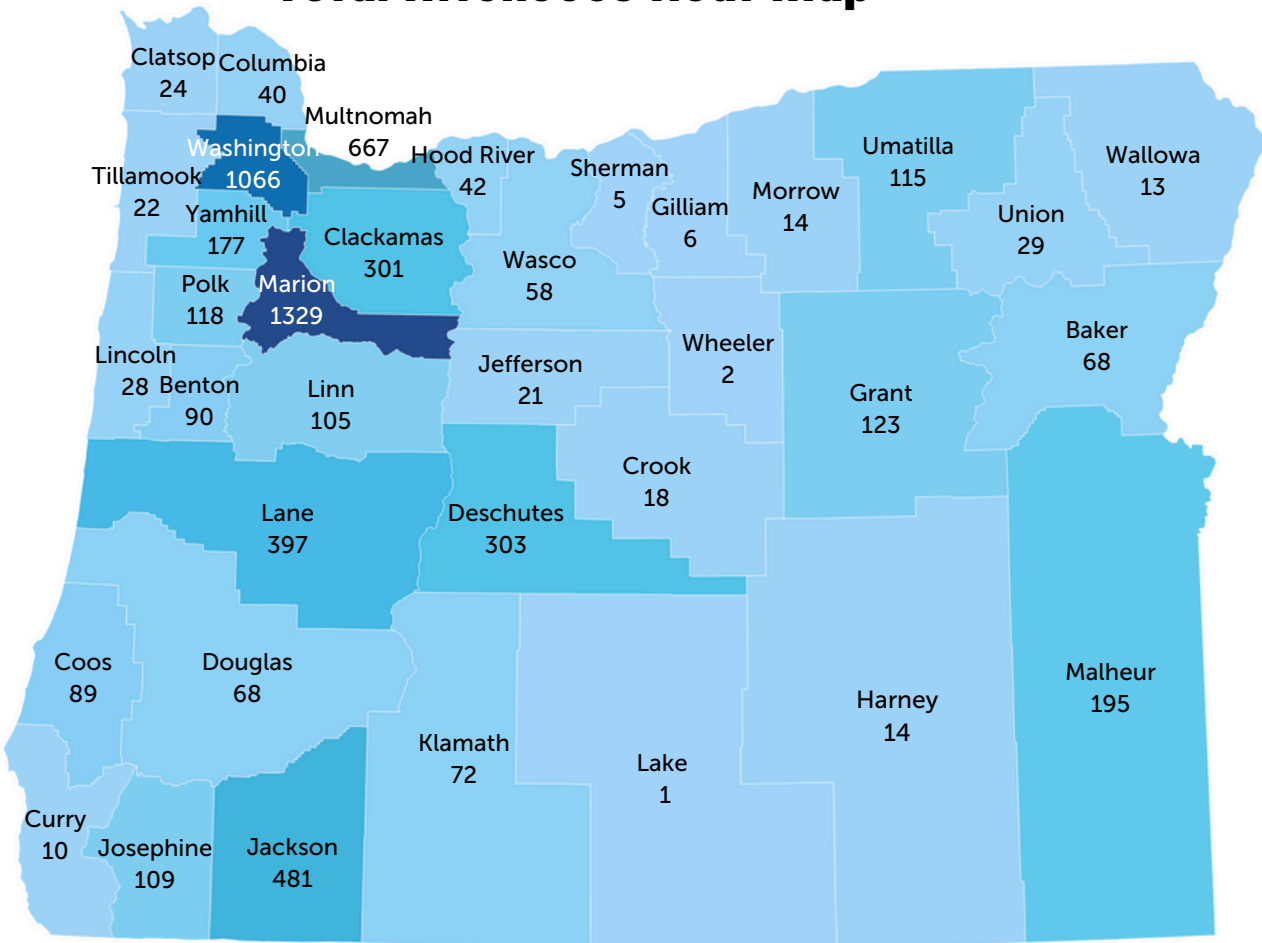 Clatsop
24
Columbia
40
Multnomah
667
Washington
1066
Hood River
42
Sherman
5
Gilliam
6
Morrow
14
Umatilla
115
Union
29
Wallowa
13
Tillamook
22
Yamhill
177
Clackamas
301
Wasco
58
Polk
118
Marion
1329
Lincoln
28
Benton
90
Linn
105
Jefferson
21
Wheeler
2
Grant
123
Baker
68
Crook
18
Lane
397
Deschutes
303
Coos
89
Douglas
68
Klamath
72
Lake
1
Harney
14
Malheur
195
Curry
10
Josephine
109
Jackson
481